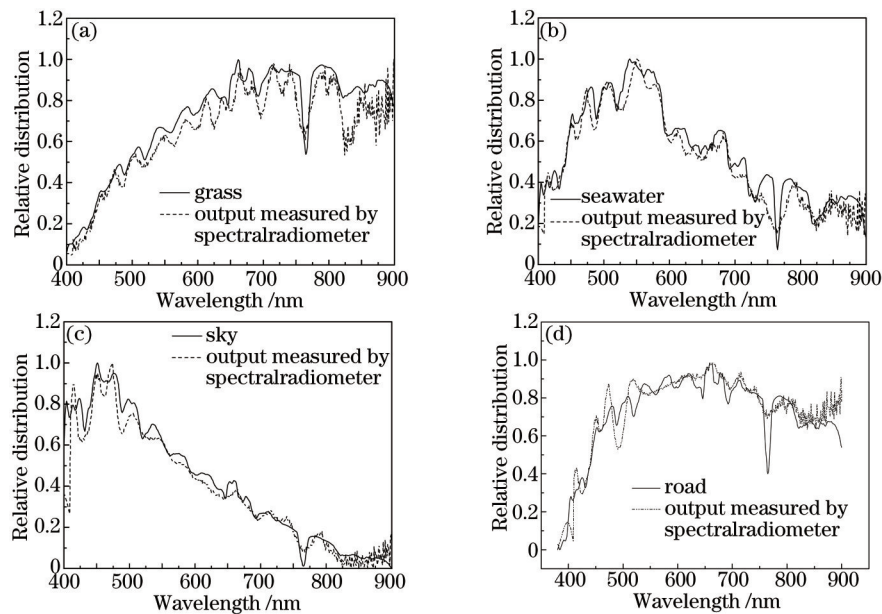 (a)
1.2
1.0
0.8
0.6
0.4
0.2
0
Relative distribution
grass
output measured by
spectralradiometer
400 500 600 700 800 900
Wavelength /nm
(b)
1.2
1.0
0.8
0.6
0.4
0.2
0
Relative distribution
seawater
output measured by
spectralradiometer
400 500 600 700 800 900
Wavelength /nm
(c)
1.2
1.0
0.8
0.6
0.4
0.2
0
Relative distribution
sky
output measured by
spectralradiometer
400 500 600 700 800 900
Wavelength /nm
(d)
1.2
1.0
0.8
0.6
0.4
0.2
0
Relative distribution
road
output measured by
spectralradiometer
400 500 600 700 800 900
Wavelength /nm